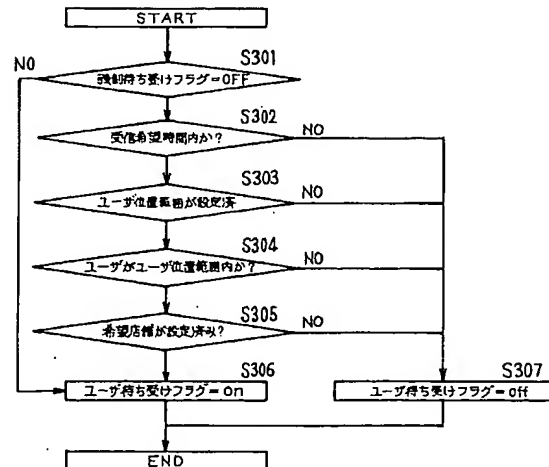 START
S301
NO
強制待ち受けフラグ=OFF
S302
受信希望時間内か?
NO
S303
ユーザ位置範囲が設定済
NO
S304
ユーザがユーザ位置範囲内か?
NO
S305
希望店舗が設定済み?
NO
S306
ユーザ待ち受けフラグ=On
S307
ユーザ待ち受けフラグ=off
END